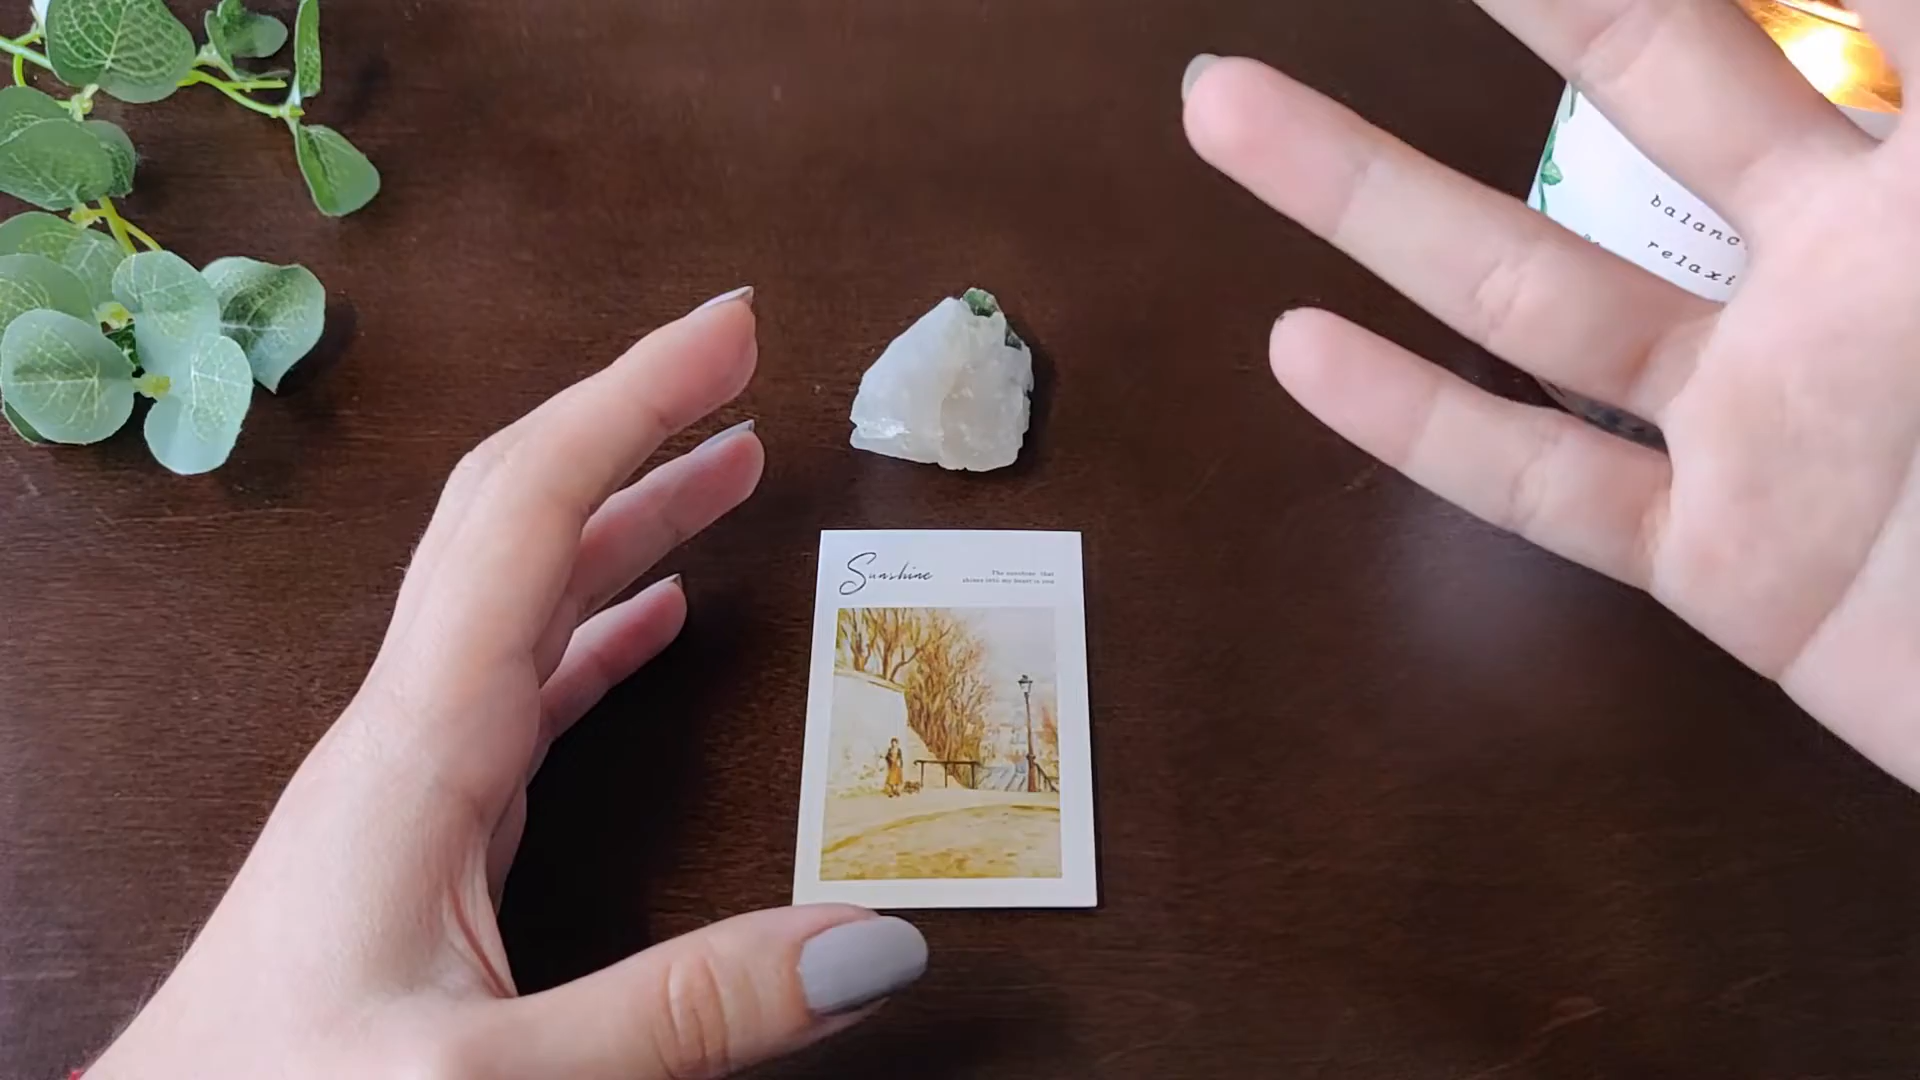 Sunshine
The sunshine that
shines into my heart is you
balanc
relaxi